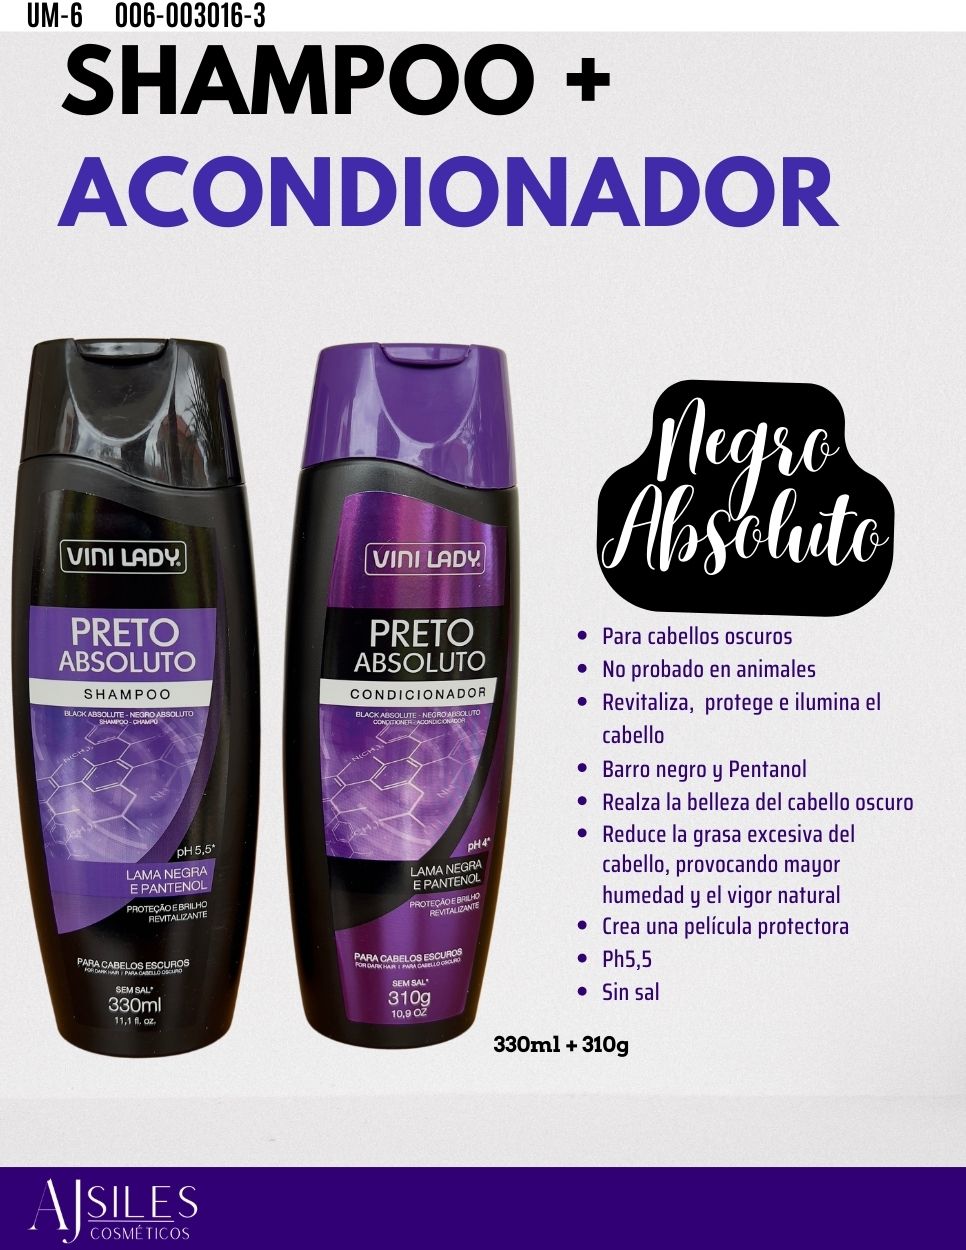 UM-6 006-003016-3
SHAMPOO +
ACONDIONADOR
Negro
Absoluto
VINI LADY®
PRETO
ABSOLUTO
SHAMPOO
BLACK ABSOLUTE - NEGRO ABSOLUTO
SHAMPOO - CHAMPÚ
pH 5,5*
LAMA NEGRA
E PANTENOL
PROTEÇÃO E BRILHO
REVITALIZANTE
PARA CABELOS ESCUROS
FOR DARK HAIR / PARA CABELLO OSCURO
SEM SAL*
330ml
11,1 fl. oz.
VINI LADY®
PRETO
ABSOLUTO
CONDICIONADOR
BLACK ABSOLUTE - NEGRO ABSOLUTO
CONDITIONER - ACONDICIONADOR
pH 4*
LAMA NEGRA
E PANTENOL
PROTEÇÃO E BRILHO
REVITALIZANTE
PARA CABELOS ESCUROS
FOR DARK HAIR / PARA CABELLO OSCURO
SEM SAL*
310g
10,9 OZ
• Para cabellos oscuros
• No probado en animales
• Revitaliza, protege e ilumina el
cabello
• Barro negro y Pentanol
• Realza la belleza del cabello oscuro
• Reduce la grasa excesiva del
cabello, provocando mayor
humedad y el vigor natural
• Crea una película protectora
• Ph5,5
• Sin sal
330ml + 310g
AJSILES
COSMÉTICOS